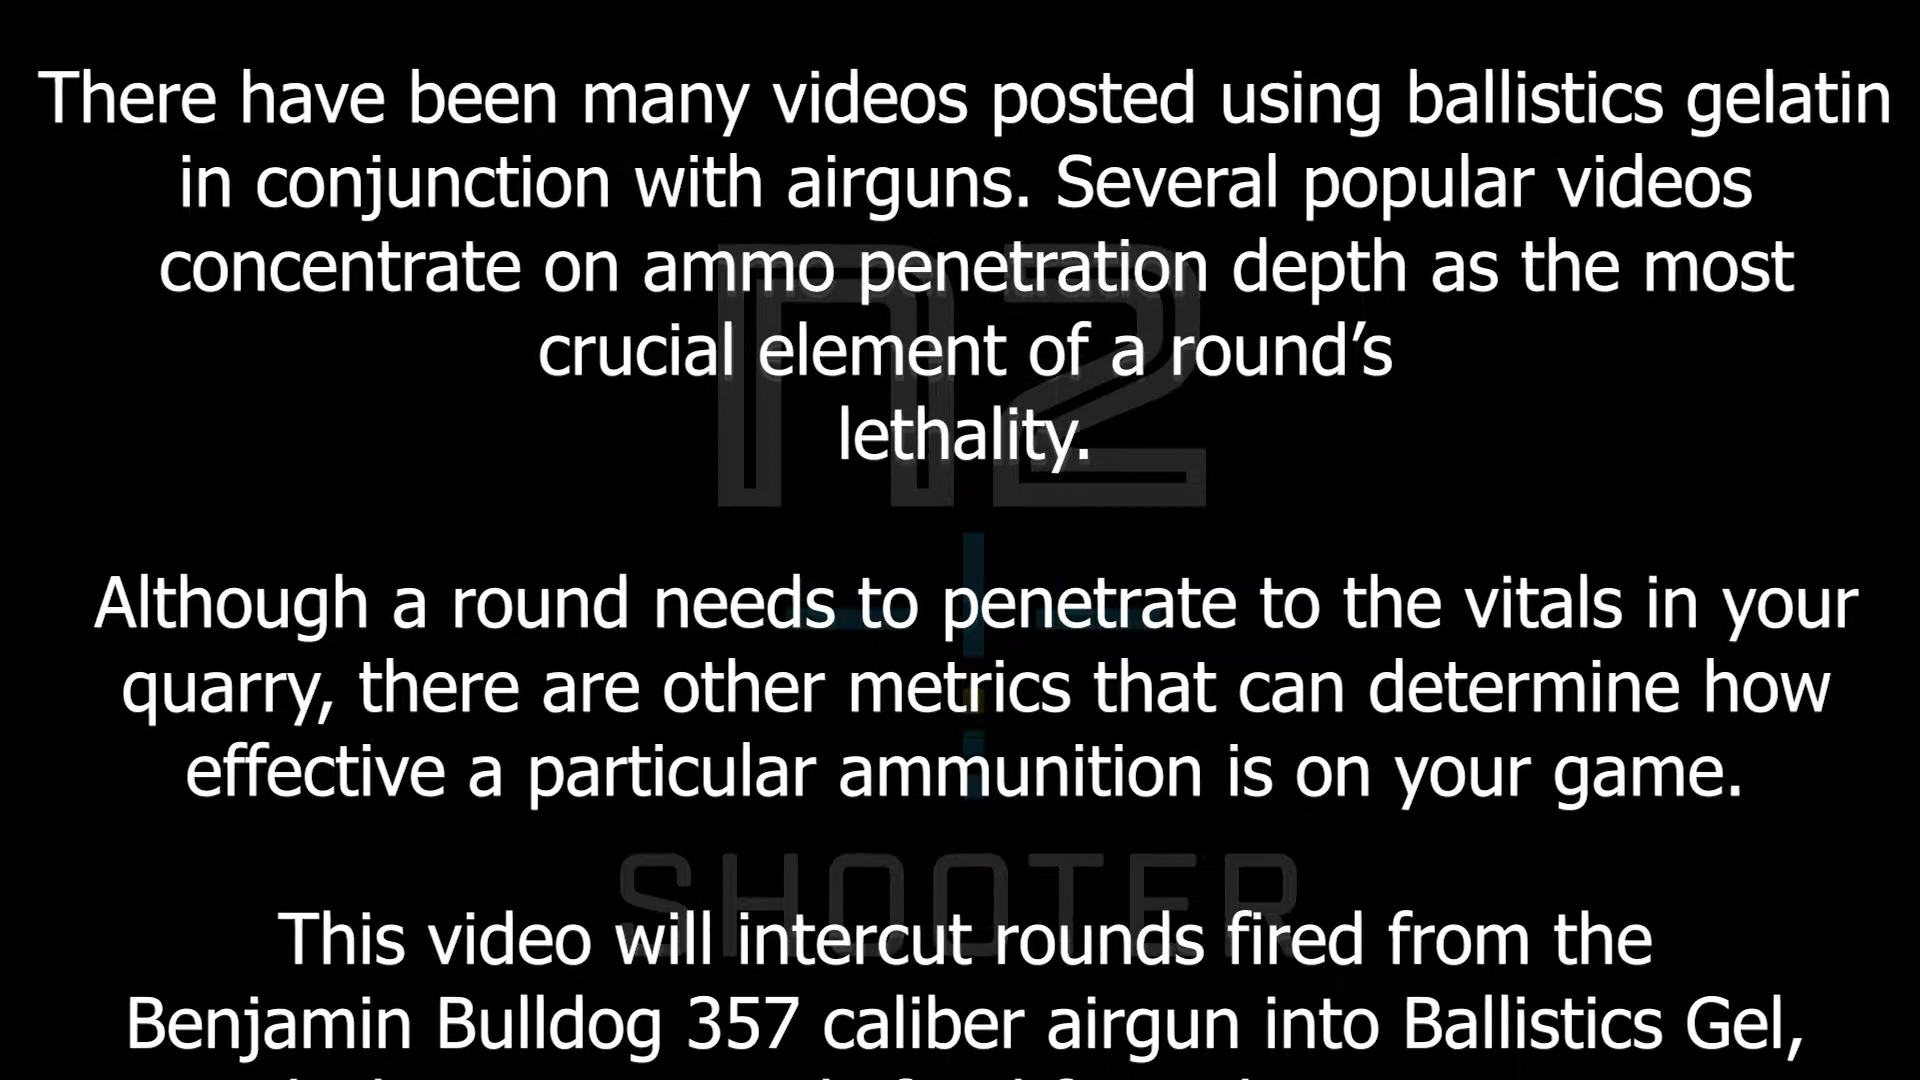 There have been many videos posted using ballistics gelatin
in conjunction with airguns. Several popular videos
concentrate on ammo penetration depth as the most
crucial element of a round’s
lethality.
Although a round needs to penetrate to the vitals in your
quarry, there are other metrics that can determine how
effective a particular ammunition is on your game.
This video will intercut rounds fired from the
Benjamin Bulldog 357 caliber airgun into Ballistics Gel,
n2
SHOOTER